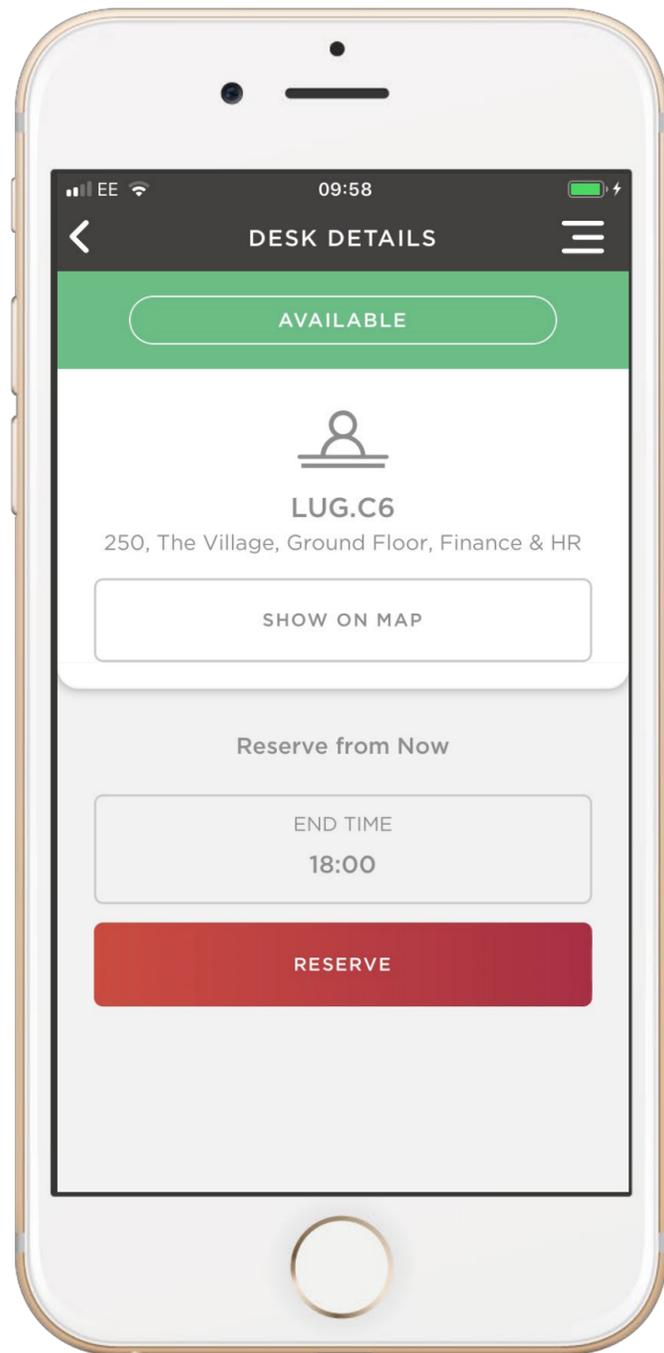 EE 09:58
DESK DETAILS
AVAILABLE
LUG.C6
250, The Village, Ground Floor, Finance & HR
SHOW ON MAP
Reserve from Now
END TIME
18:00
RESERVE